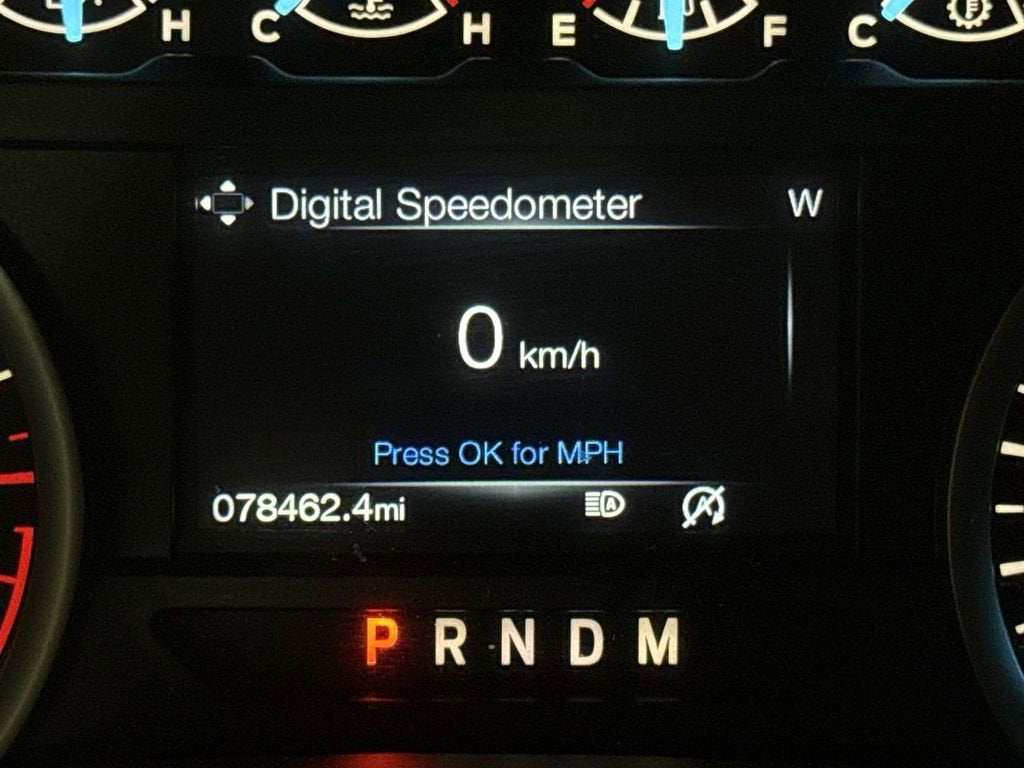 H C H E F C
Digital Speedometer W
0 km/h
Press OK for MPH
078462.4mi A A
P R N D M